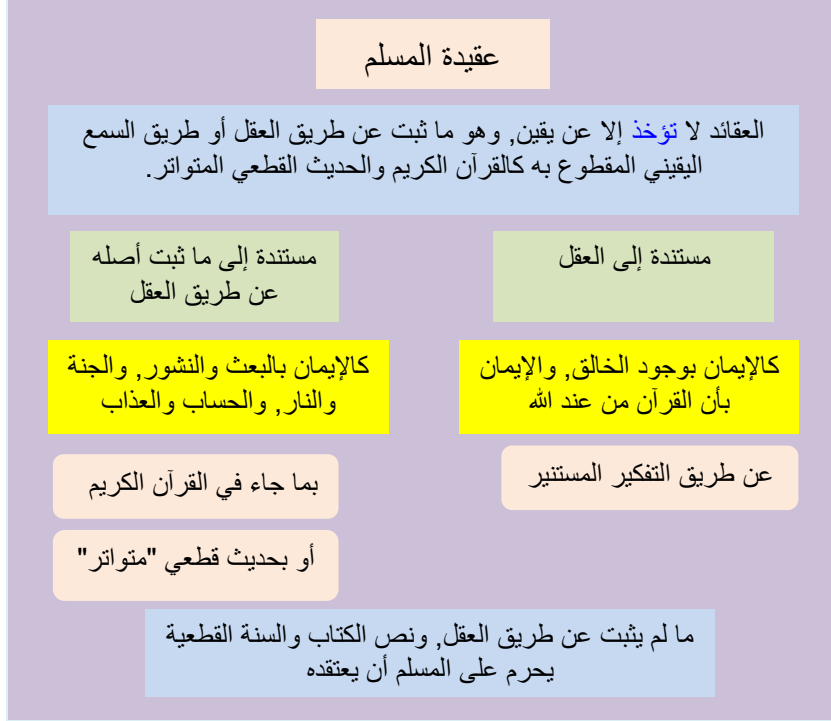 عقيدة المسلم
العقائد لا تؤخذ إلا عن يقين, وهو ما ثبت عن طريق العقل أو طريق السمع
اليقيني المقطوع به كالقرآن الكريم والحديث القطعي المتواتر.
مستندة إلى العقل
مستندة إلى ما ثبت أصله
عن طريق العقل
كالإيمان بوجود الخالق, والإيمان
بأن القرآن من عند الله
كالإيمان بالبعث والنشور, والجنة
والنار, والحساب والعذاب
عن طريق التفكير المستنير
بما جاء في القرآن الكريم
أو بحديث قطعي "متواتر"
ما لم يثبت عن طريق العقل, ونص الكتاب والسنة القطعية
يحرم على المسلم أن يعتقده